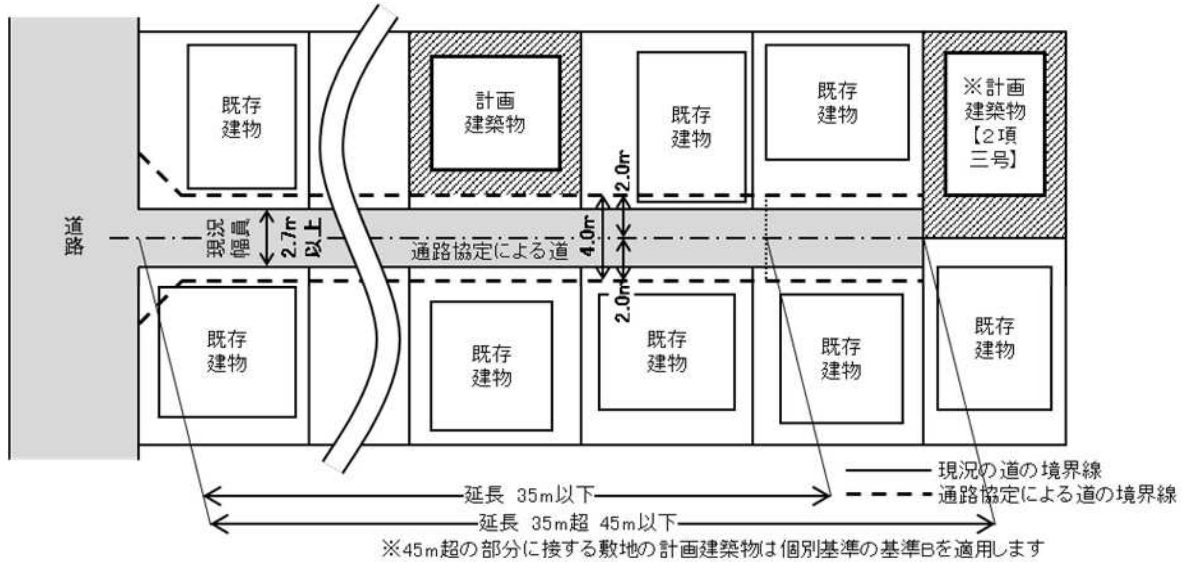 既存
建物
計画
建築物
既存
建物
既存
建物
※計画
建築物
【2項
三号】
道路
現況
幅員
2.7m
以上
通路協定による道
4.0m
2.0m
2.0m
既存
建物
既存
建物
既存
建物
既存
建物
既存
建物
現況の道の境界線
通路協定による道の境界線
延長 35m以下
延長 35m超 45m以下
※45m超の部分に接する敷地の計画建築物は個別基準の基準Bを適用します